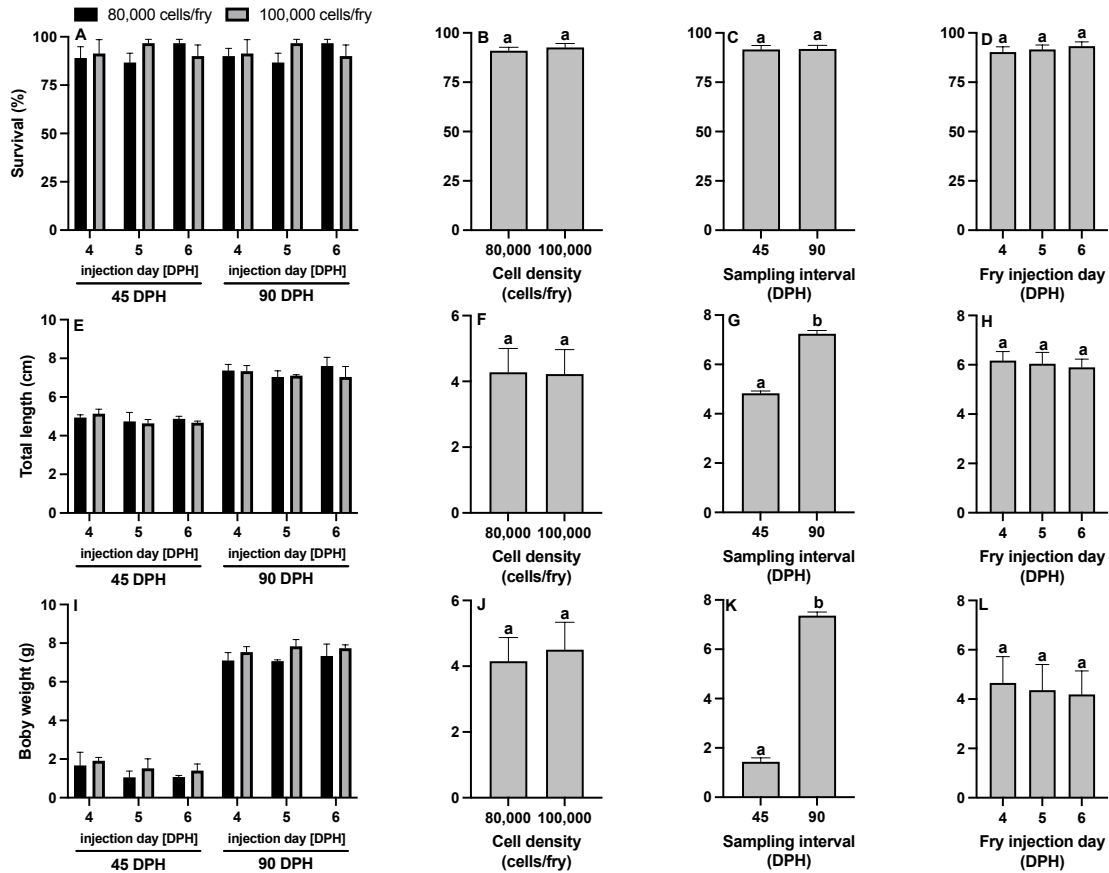 80,000 cells/fry 100,000 cells/fry
A
100
75
50
25
0
Survival (%)
4 5 6 4 5 6
injection day [DPH] injection day [DPH]
45 DPH 90 DPH
B
a a
100
75
50
25
0
80,000 100,000
Cell density
(cells/fry)
C
a a
100
75
50
25
0
45 90
Sampling interval
(DPH)
D
a a a
100
75
50
25
0
4 5 6
Fry injection day
(DPH)
E
10
8
6
4
2
0
Total length (cm)
4 5 6 4 5 6
injection day [DPH] injection day [DPH]
45 DPH 90 DPH
F
a a
6
4
2
0
80,000 100,000
Cell density
(cells/fry)
G
a b
8
6
4
2
0
45 90
Sampling interval
(DPH)
H
a a a
8
6
4
2
0
4 5 6
Fry injection day
(DPH)
I
10
8
6
4
2
0
Boby weight (g)
4 5 6 4 5 6
injection day [DPH] injection day [DPH]
45 DPH 90 DPH
J
a a
6
4
2
0
80,000 100,000
Cell density
(cells/fry)
K
a b
8
6
4
2
0
45 90
Sampling interval
(DPH)
L
a a a
8
6
4
2
0
4 5 6
Fry injection day
(DPH)